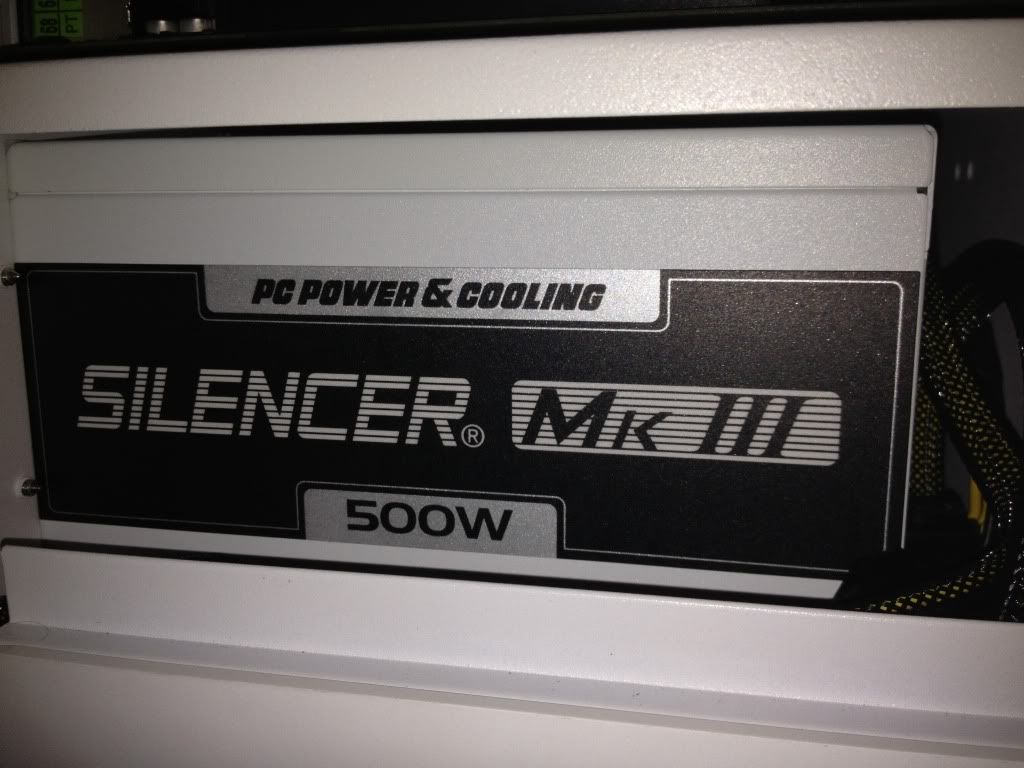 PC POWER & COOLING
SILENCER® MK III
500W